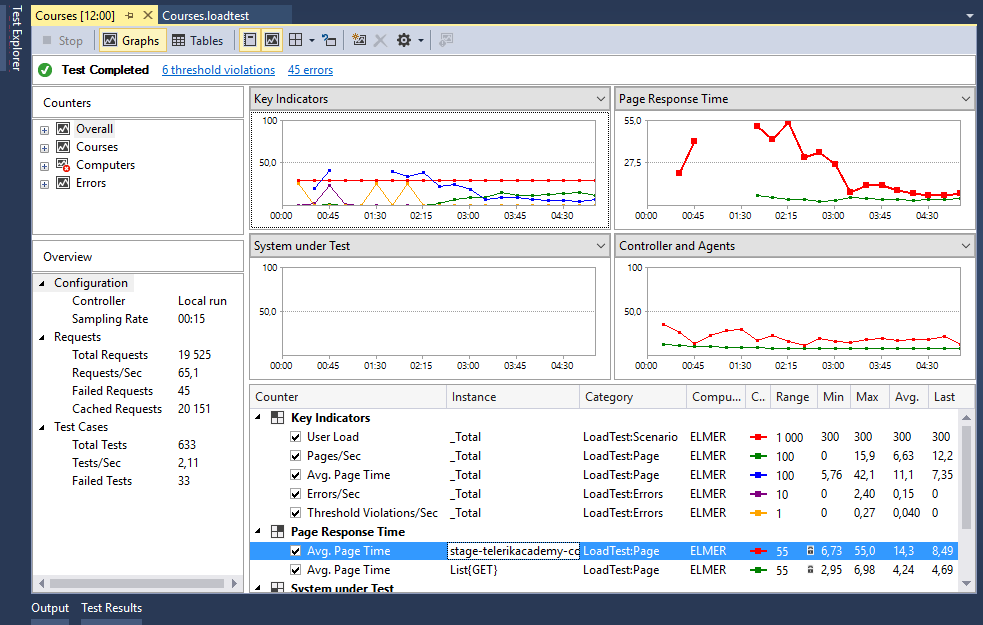 Test Explorer
Courses [12:00] Courses.loadtest
Stop Graphs Tables
Test Completed 6 threshold violations 45 errors
Counters
Overall
Courses
Computers
Errors
Overview
Configuration
Controller Local run
Sampling Rate 00:15
Requests
Total Requests 19 525
Requests/Sec 65,1
Failed Requests 45
Cached Requests 20 151
Test Cases
Total Tests 633
Tests/Sec 2,11
Failed Tests 33
Key Indicators
100
50,0
00:00 00:45 01:30 02:15 03:00 03:45 04:30
Page Response Time
55,0
27,5
00:00 00:45 01:30 02:15 03:00 03:45 04:30
System under Test
100
50,0
00:00 00:45 01:30 02:15 03:00 03:45 04:30
Controller and Agents
100
50,0
00:00 00:45 01:30 02:15 03:00 03:45 04:30
Counter Instance Category Compu... C.. Range Min Max Avg. Last
Key Indicators
User Load _Total LoadTest:Scenario ELMER 1 000 300 300 300 300
Pages/Sec _Total LoadTest:Page ELMER 100 0 15,9 6,63 12,2
Avg. Page Time _Total LoadTest:Page ELMER 100 5,76 42,1 11,1 7,35
Errors/Sec _Total LoadTest:Errors ELMER 10 0 2,40 0,15 0
Threshold Violations/Sec _Total LoadTest:Errors ELMER 1 0 0,27 0,040 0
Page Response Time
Avg. Page Time stage-telerikacademy-cc LoadTest:Page ELMER 55 6,73 55,0 14,3 8,49
Avg. Page Time List{GET} LoadTest:Page ELMER 55 2,95 6,98 4,24 4,69
System under Test
Output Test Results